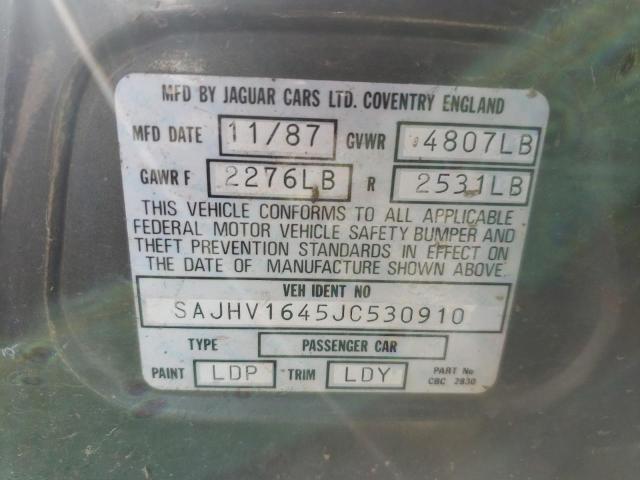 MFD BY JAGUAR CARS LTD. COVENTRY ENGLAND
MFD DATE 11/87 GVWR 4807LB
GAWR F 2276LB R 2531LB
THIS VEHICLE CONFORMS TO ALL APPLICABLE
FEDERAL MOTOR VEHICLE SAFETY BUMPER AND
THEFT PREVENTION STANDARDS IN EFFECT ON
THE DATE OF MANUFACTURE SHOWN ABOVE.
VEH IDENT NO
SAJHV1645JC530910
TYPE PASSENGER CAR
PAINT LDP TRIM LDY PART No
CBC 2830